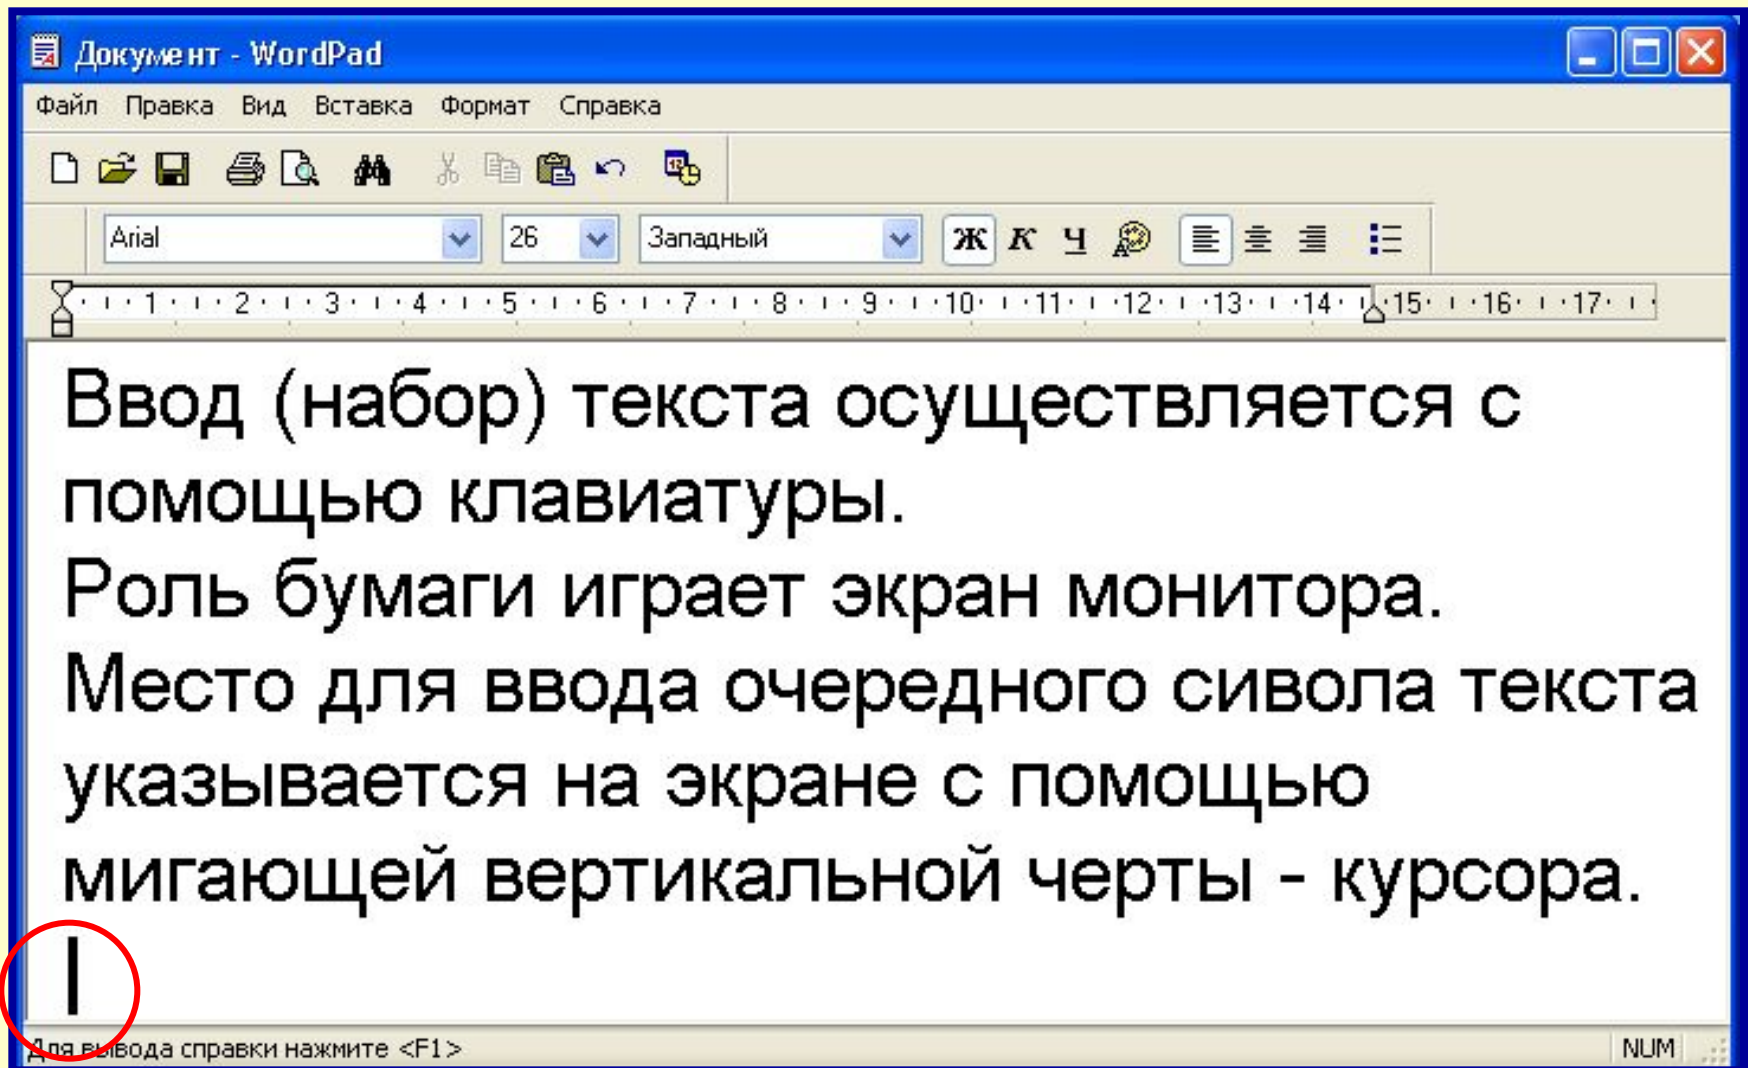 Документ - WordPad
Файл Правка Вид Вставка Формат Справка
12
Arial 26 Западный Ж К Ч
1 2 3 4 5 6 7 8 9 10 11 12 13 14 15 16 17
Ввод (набор) текста осуществляется с
помощью клавиатуры.
Роль бумаги играет экран монитора.
Место для ввода очередного сивола текста
указывается на экране с помощью
мигающей вертикальной черты - курсора.
Для вывода справки нажмите <F1> NUM